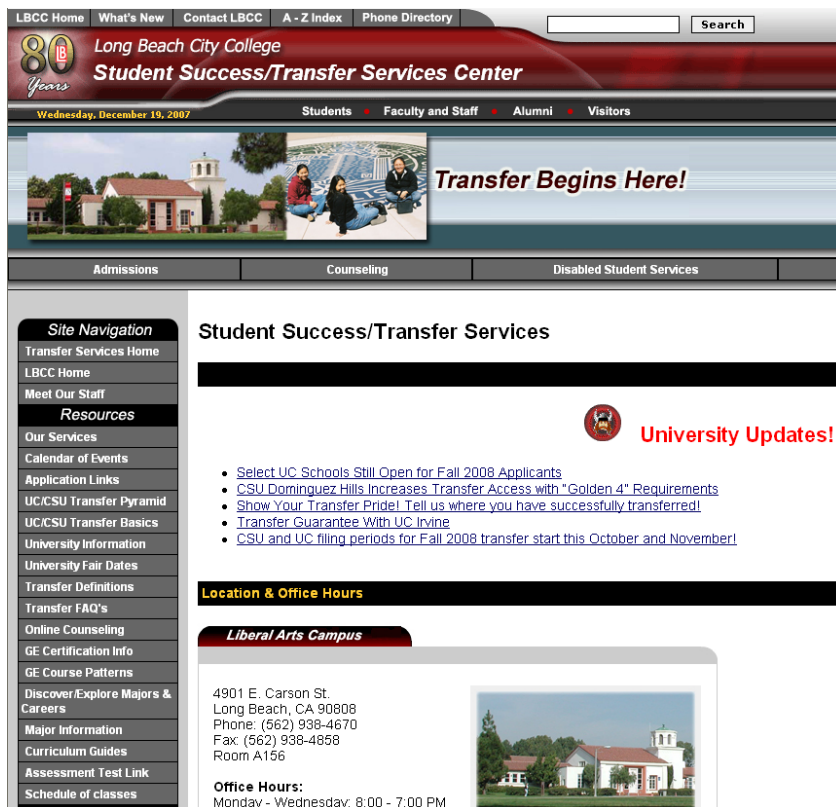 LBCC Home What's New Contact LBCC A - Z Index Phone Directory Search
80 LB Years
Long Beach City College
Student Success/Transfer Services Center
Wednesday, December 19, 2007
Students Faculty and Staff Alumni Visitors
Transfer Begins Here!
Admissions Counseling Disabled Student Services
Site Navigation
Transfer Services Home
LBCC Home
Meet Our Staff
Resources
Our Services
Calendar of Events
Application Links
UC/CSU Transfer Pyramid
UC/CSU Transfer Basics
University Information
University Fair Dates
Transfer Definitions
Transfer FAQ's
Online Counseling
GE Certification Info
GE Course Patterns
Discover/Explore Majors &
Careers
Major Information
Curriculum Guides
Assessment Test Link
Schedule of classes
Student Success/Transfer Services
University Updates!
Select UC Schools Still Open for Fall 2008 Applicants
CSU Dominguez Hills Increases Transfer Access with "Golden 4" Requirements
Show Your Transfer Pride! Tell us where you have successfully transferred!
Transfer Guarantee With UC Irvine
CSU and UC filing periods for Fall 2008 transfer start this October and November!
Location & Office Hours
Liberal Arts Campus
4901 E. Carson St.
Long Beach, CA 90808
Phone: (562) 938-4670
Fax: (562) 938-4858
Room A156
Office Hours:
Monday - Wednesday: 8:00 - 7:00 PM